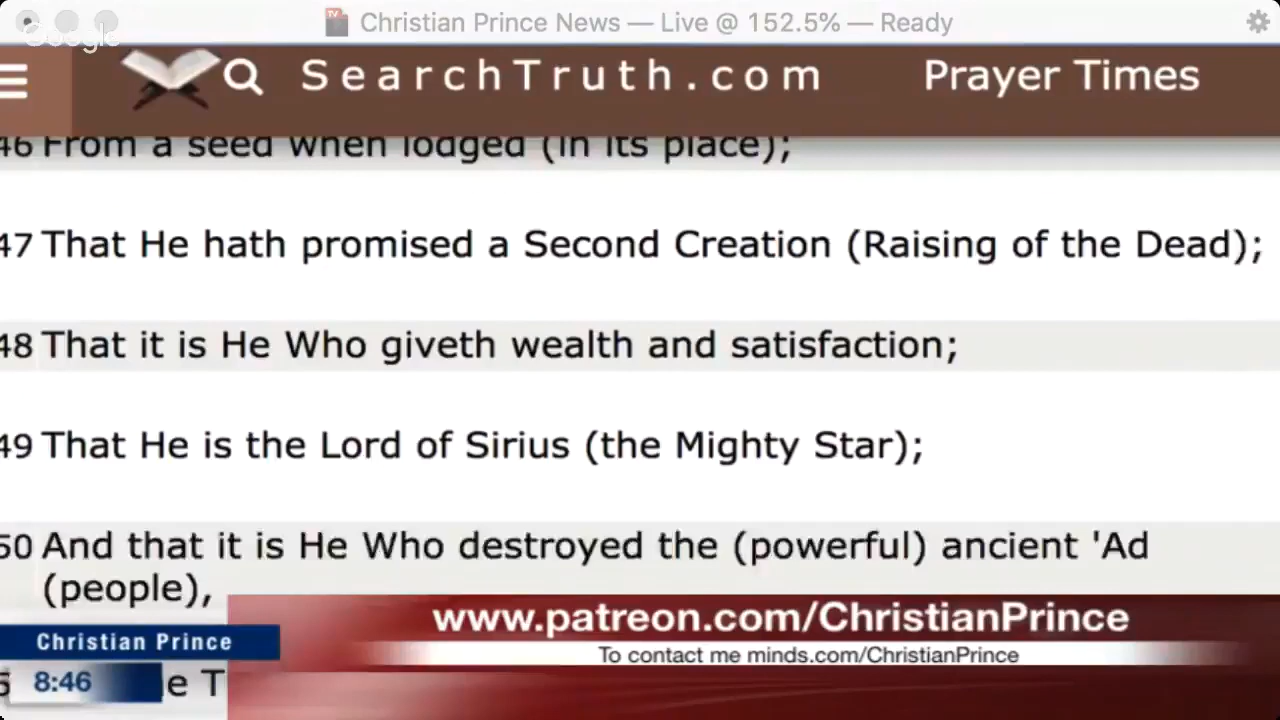 Christian Prince News — Live @ 152.5% — Ready
Google
SearchTruth.com
Prayer Times
46 From a seed when lodged (in its place);
47 That He hath promised a Second Creation (Raising of the Dead);
48 That it is He Who giveth wealth and satisfaction;
49 That He is the Lord of Sirius (the Mighty Star);
50 And that it is He Who destroyed the (powerful) ancient 'Ad
(people),
www.patreon.com/ChristianPrince
Christian Prince
To contact me minds.com/ChristianPrince
8:46